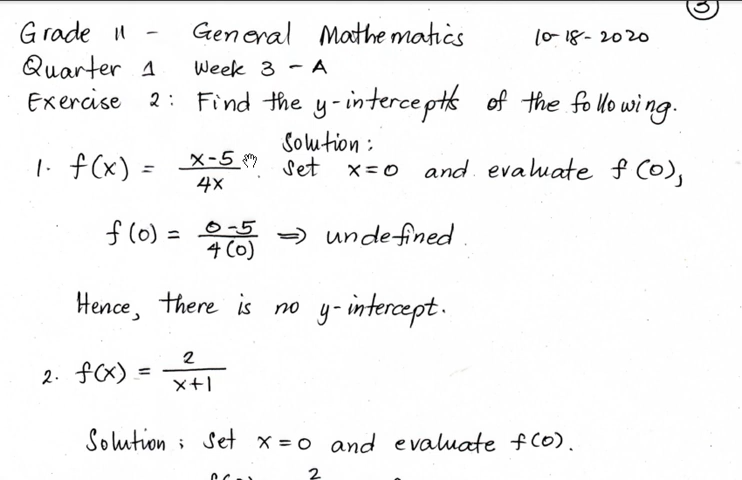 3
Grade 11 - General Mathematics 10-18-2020
Quarter 1 Week 3 - A
Exercise 2: Find the y-intercepts of the following.
Solution:
1. f(x) = x-5 / 4x. Set x=0 and evaluate f(0),
f(0) = 0-5 / 4(0) ⇒ undefined.
Hence, there is no y-intercept.
2. f(x) = 2 / x+1
Solution: Set x=0 and evaluate f(0).
2